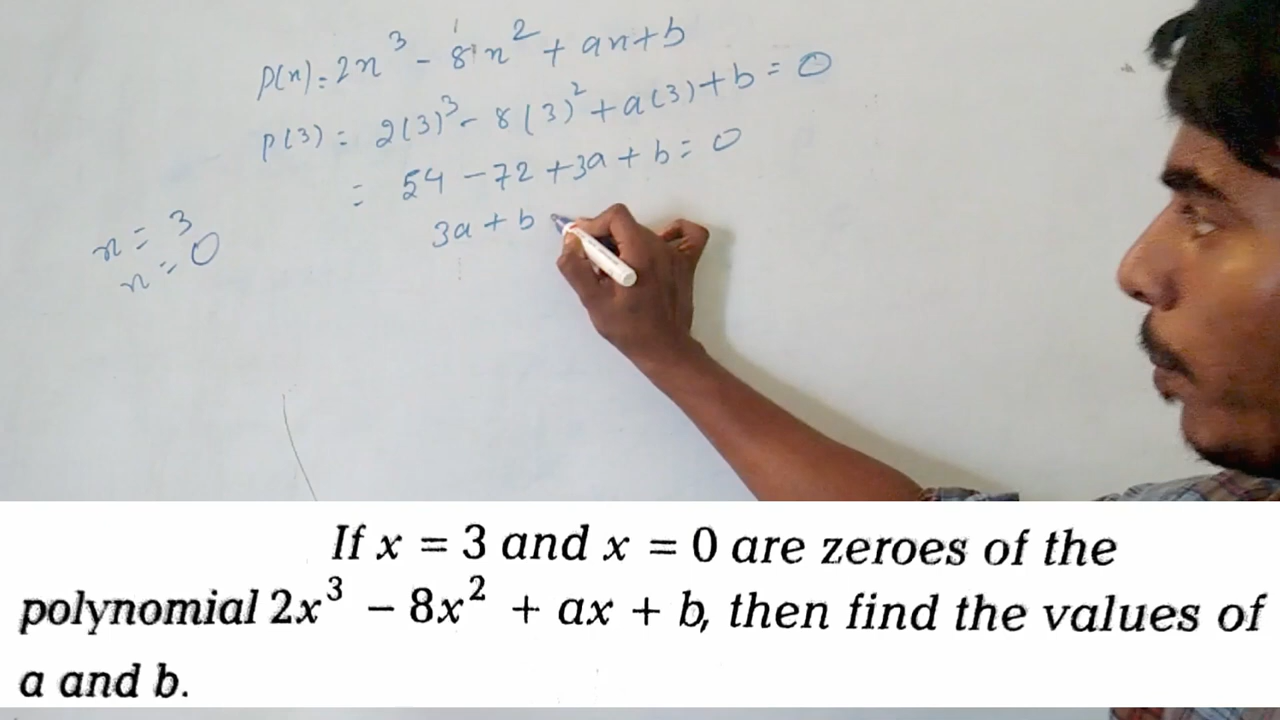 p(x) = 2x³ - 8x² + ax + b
p(3) = 2(3)³ - 8(3)² + a(3) + b = 0
= 54 - 72 + 3a + b = 0
3a + b
x = 3
x = 0
If x = 3 and x = 0 are zeroes of the
polynomial 2x³ - 8x² + ax + b, then find the values of
a and b.